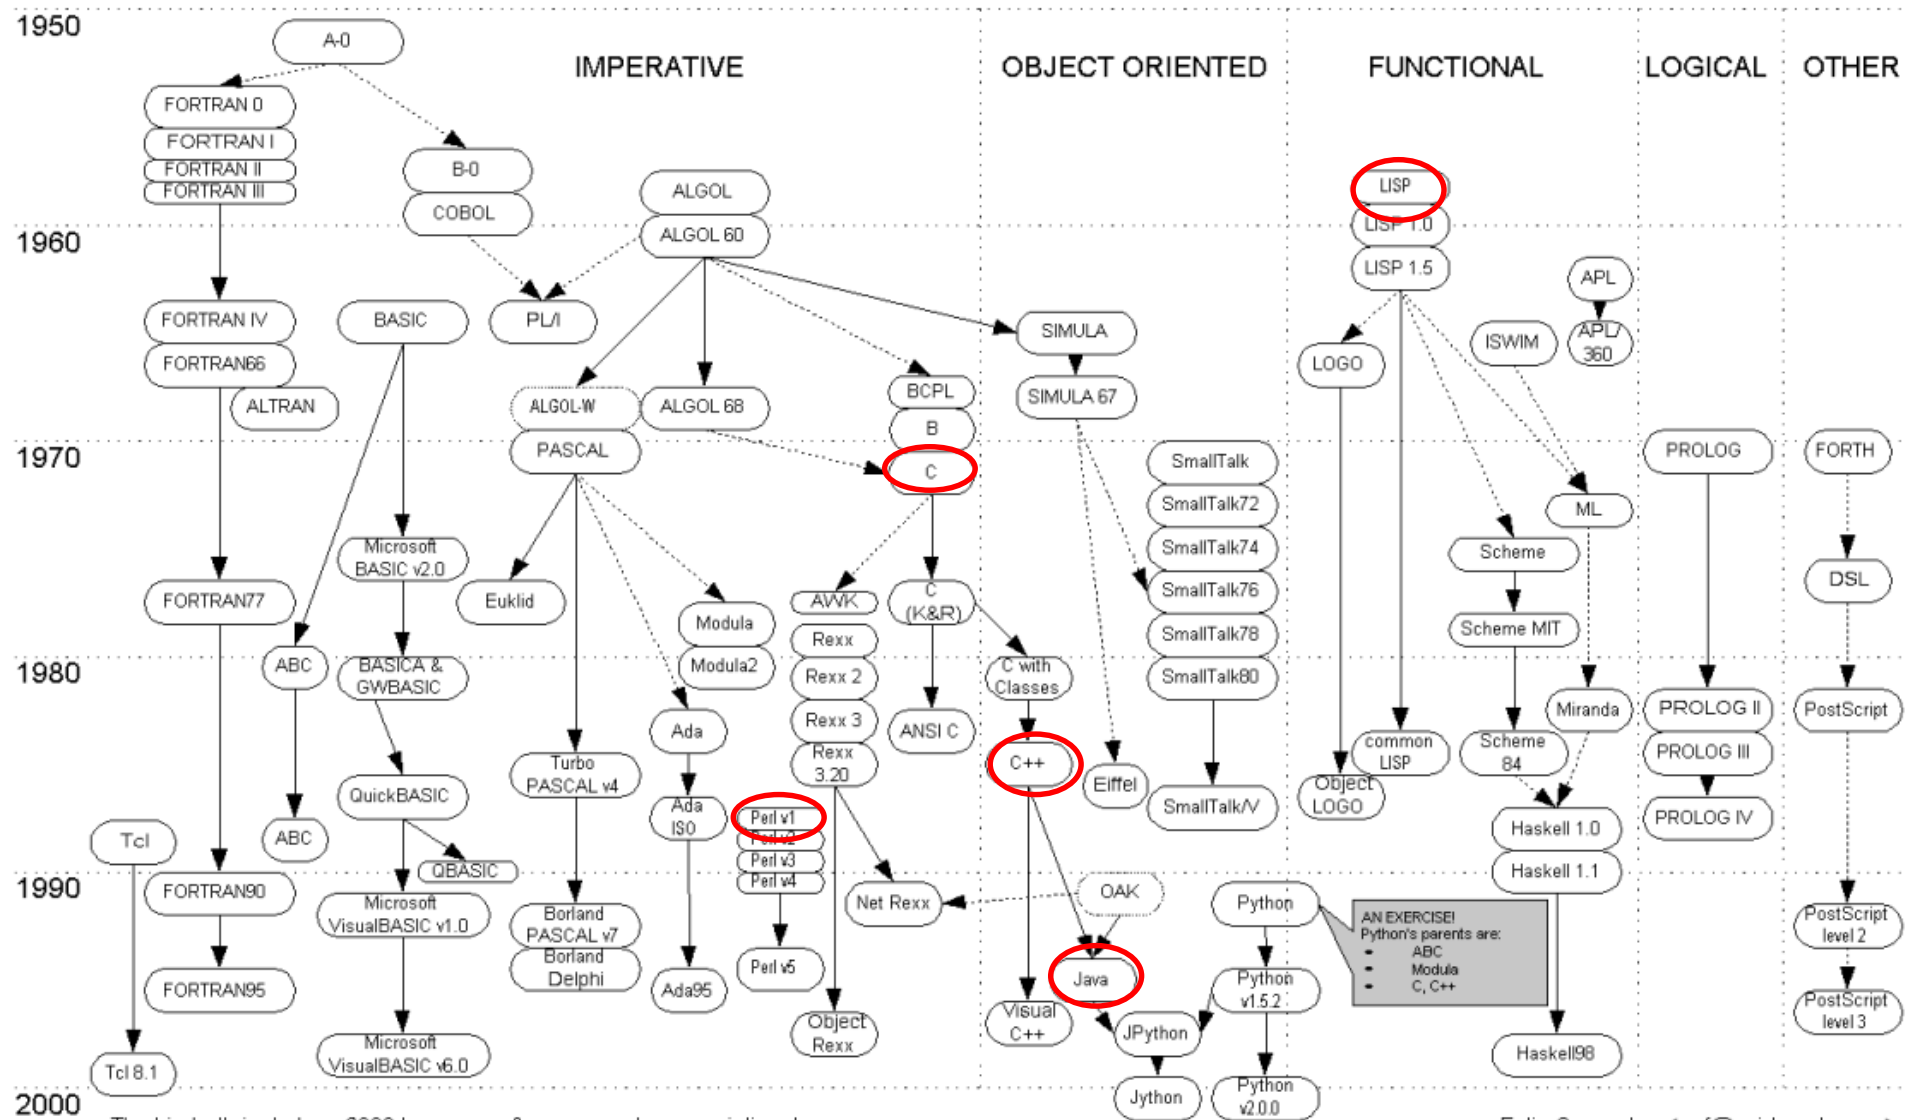 1950
A-0
IMPERATIVE
OBJECT ORIENTED
FUNCTIONAL
LOGICAL
OTHER
FORTRAN 0
FORTRAN I
FORTRAN II
FORTRAN III
B-0
COBOL
ALGOL
ALGOL 60
LISP
LISP 1.0
LISP 1.5
1960
APL
APL/
360
FORTRAN IV
BASIC
PL/I
SIMULA
ISWIM
FORTRAN66
LOGO
ALTRAN
ALGOL-W
ALGOL 68
BCPL
SIMULA 67
B
1970
PASCAL
C
SmallTalk
PROLOG
FORTH
SmallTalk72
ML
Microsoft
BASIC v2.0
SmallTalk74
Scheme
DSL
FORTRAN77
Euklid
AWK
C
(K&R)
SmallTalk76
Modula
Rexx
SmallTalk78
Scheme MIT
1980
ABC
BASICA &
GWBASIC
Modula2
Rexx 2
C with
Classes
SmallTalk80
Ada
Rexx 3
ANSI C
Miranda
PROLOG II
PostScript
Turbo
PASCAL v4
Rexx
3.20
C++
Eiffel
common
LISP
Scheme
84
PROLOG III
Object
LOGO
QuickBASIC
Ada
ISO
Perl v1
SmallTalk/V
PROLOG IV
Tcl
ABC
Perl v2
Haskell 1.0
QBASIC
Perl v3
Haskell 1.1
1990
FORTRAN90
Perl v4
Net Rexx
OAK
Python
Microsoft
VisualBASIC v1.0
Borland
PASCAL v7
AN EXERCISE!
Python's parents are:
• ABC
• Modula
• C, C++
PostScript
level 2
Borland
Delphi
Perl v5
FORTRAN95
Ada95
Java
Python
v1.5.2
PostScript
level 3
Object
Rexx
Visual
C++
JPython
Microsoft
VisualBASIC v6.0
Haskell98
Tcl 8.1
Jython
Python
v2.0.0
2000